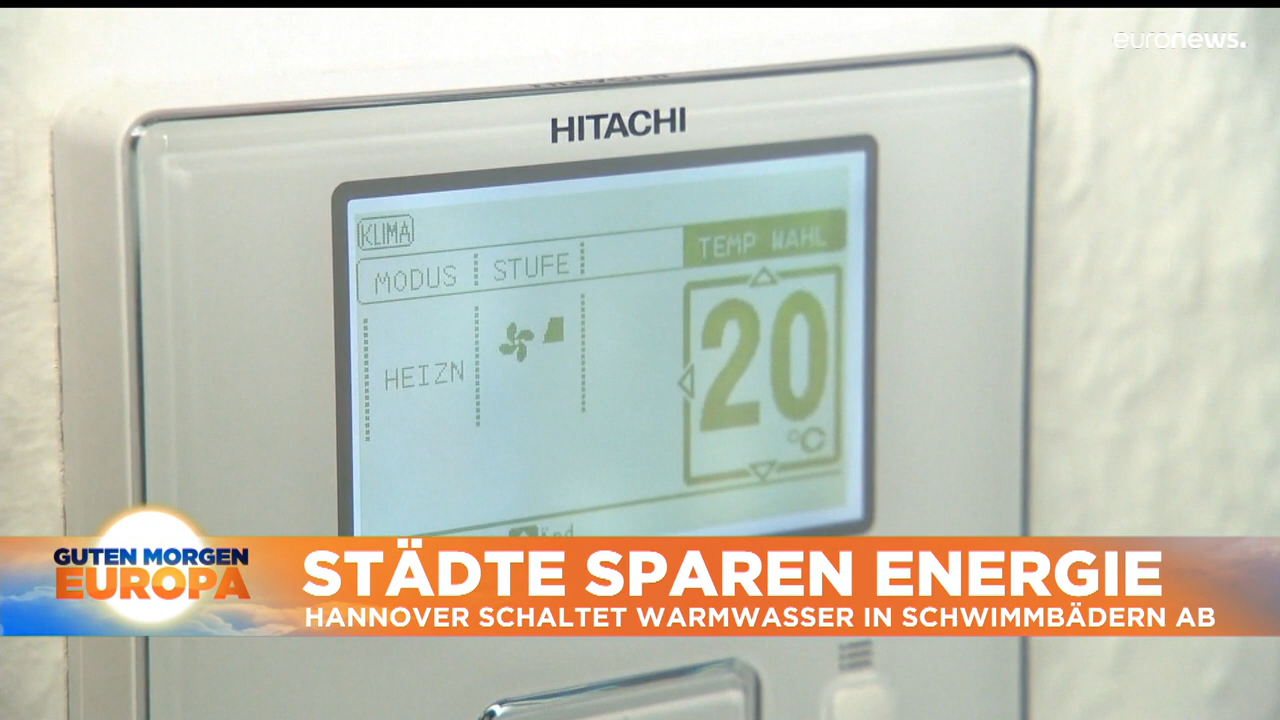 euronews.
HITACHI
KLIMA
MODUS STUFE TEMP WAHL
HEIZN 20
°C
GUTEN MORGEN
EUROPA
STÄDTE SPAREN ENERGIE
HANNOVER SCHALTET WARMWASSER IN SCHWIMMBÄDERN AB